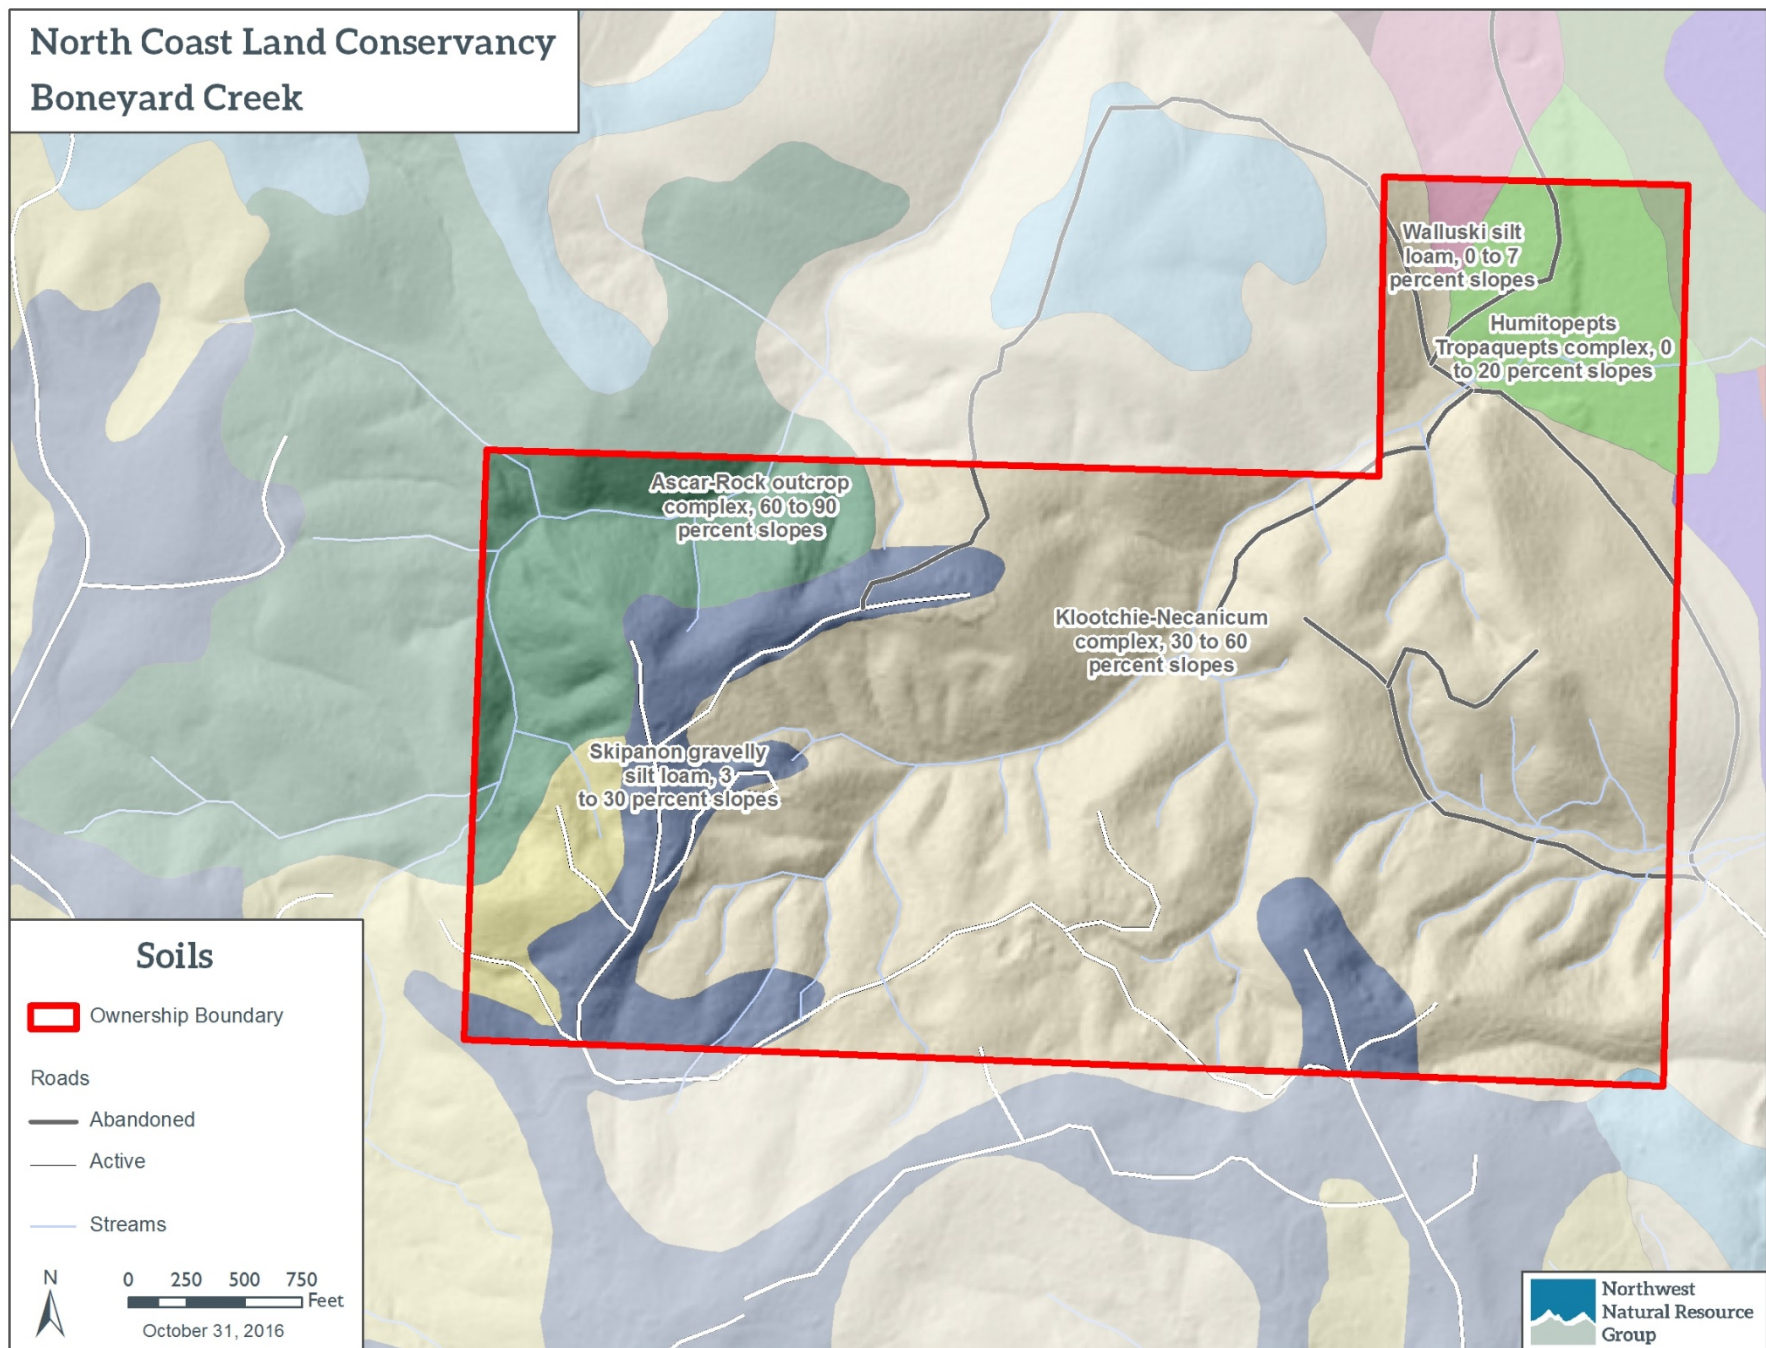 North Coast Land Conservancy
Boneyard Creek
Walluski silt
loam, 0 to 7
percent slopes
Humitopepts
Tropaquepts complex, 0
to 20 percent slopes
Ascar-Rock outcrop
complex, 60 to 90
percent slopes
Klootchie-Necanicum
complex, 30 to 60
percent slopes
Skipanon gravelly
silt loam, 3
to 30 percent slopes
Soils
Ownership Boundary
Roads
Abandoned
Active
Streams
N
0 250 500 750
Feet
October 31, 2016
Northwest
Natural Resource
Group